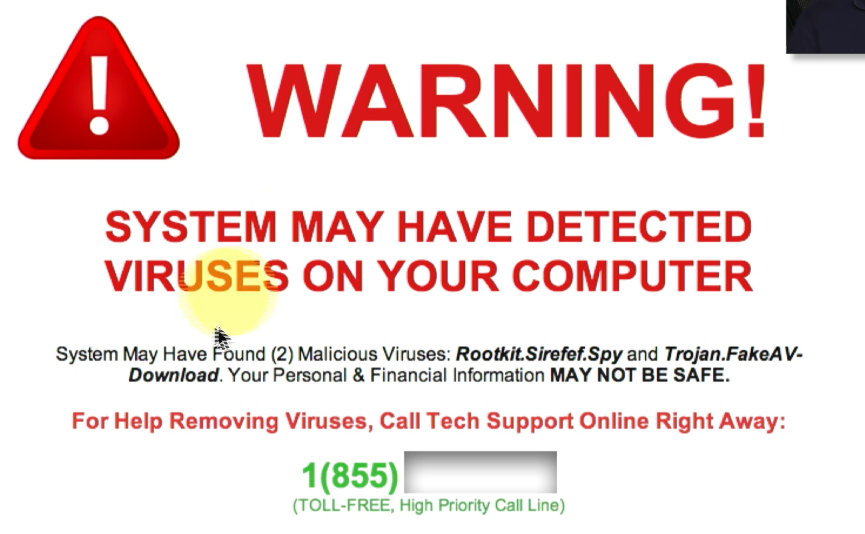 WARNING!
SYSTEM MAY HAVE DETECTED
VIRUSES ON YOUR COMPUTER
System May Have Found (2) Malicious Viruses: Rootkit.Sirefef.Spy and Trojan.FakeAV-
Download. Your Personal & Financial Information MAY NOT BE SAFE.
For Help Removing Viruses, Call Tech Support Online Right Away:
1(855)
(TOLL-FREE, High Priority Call Line)